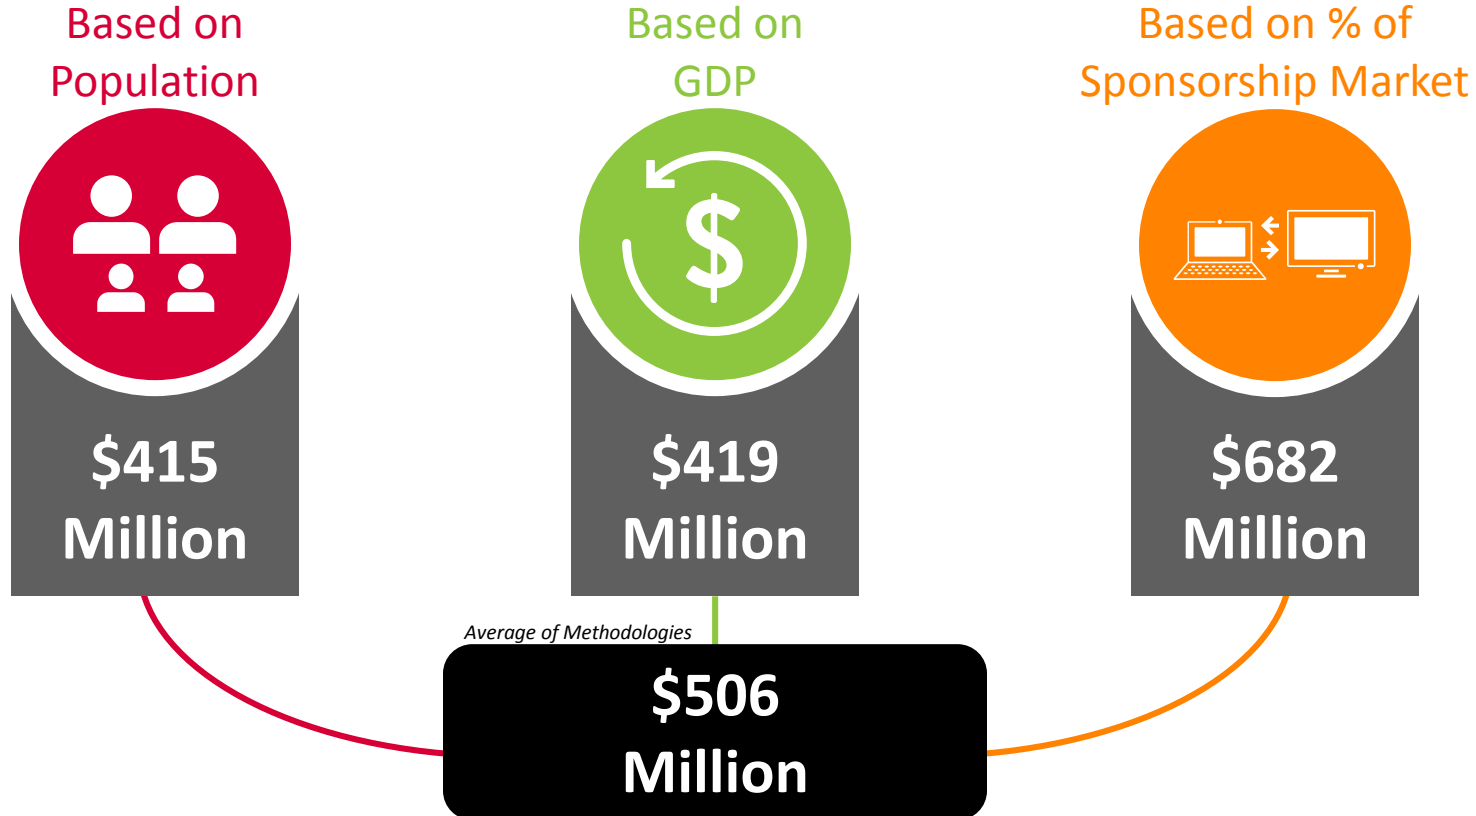 Based on
Population
Based on
GDP
Based on % of
Sponsorship Market
$
$415
Million
$419
Million
$682
Million
Average of Methodologies
$506
Million